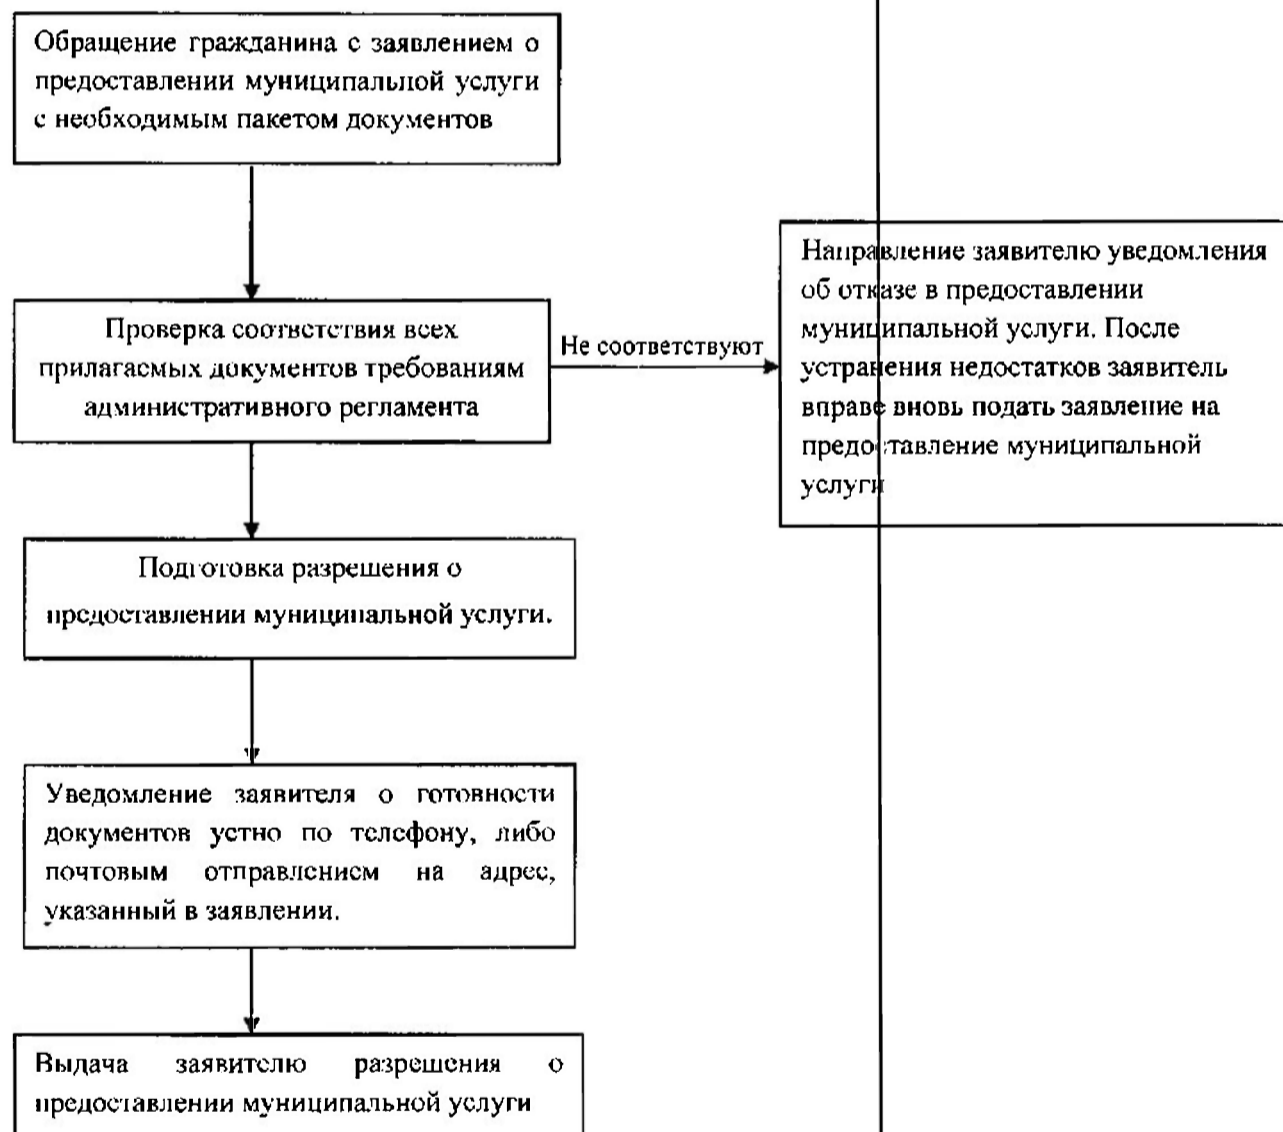 Обращение гражданина с заявлением о
предоставлении муниципальной услуги
с необходимым пакетом документов
Проверка соответствия всех
прилагаемых документов требованиям
административного регламента
Не соответствуют
Направление заявителю уведомления
об отказе в предоставлении
муниципальной услуги. После
устранения недостатков заявитель
вправе вновь подать заявление на
предоставление муниципальной
услуги
Подготовка разрешения о
предоставлении муниципальной услуги.
Уведомление заявителя о готовности
документов устно по телефону, либо
почтовым отправлением на адрес,
указанный в заявлении.
Выдача заявителю разрешения о
предоставлении муниципальной услуги